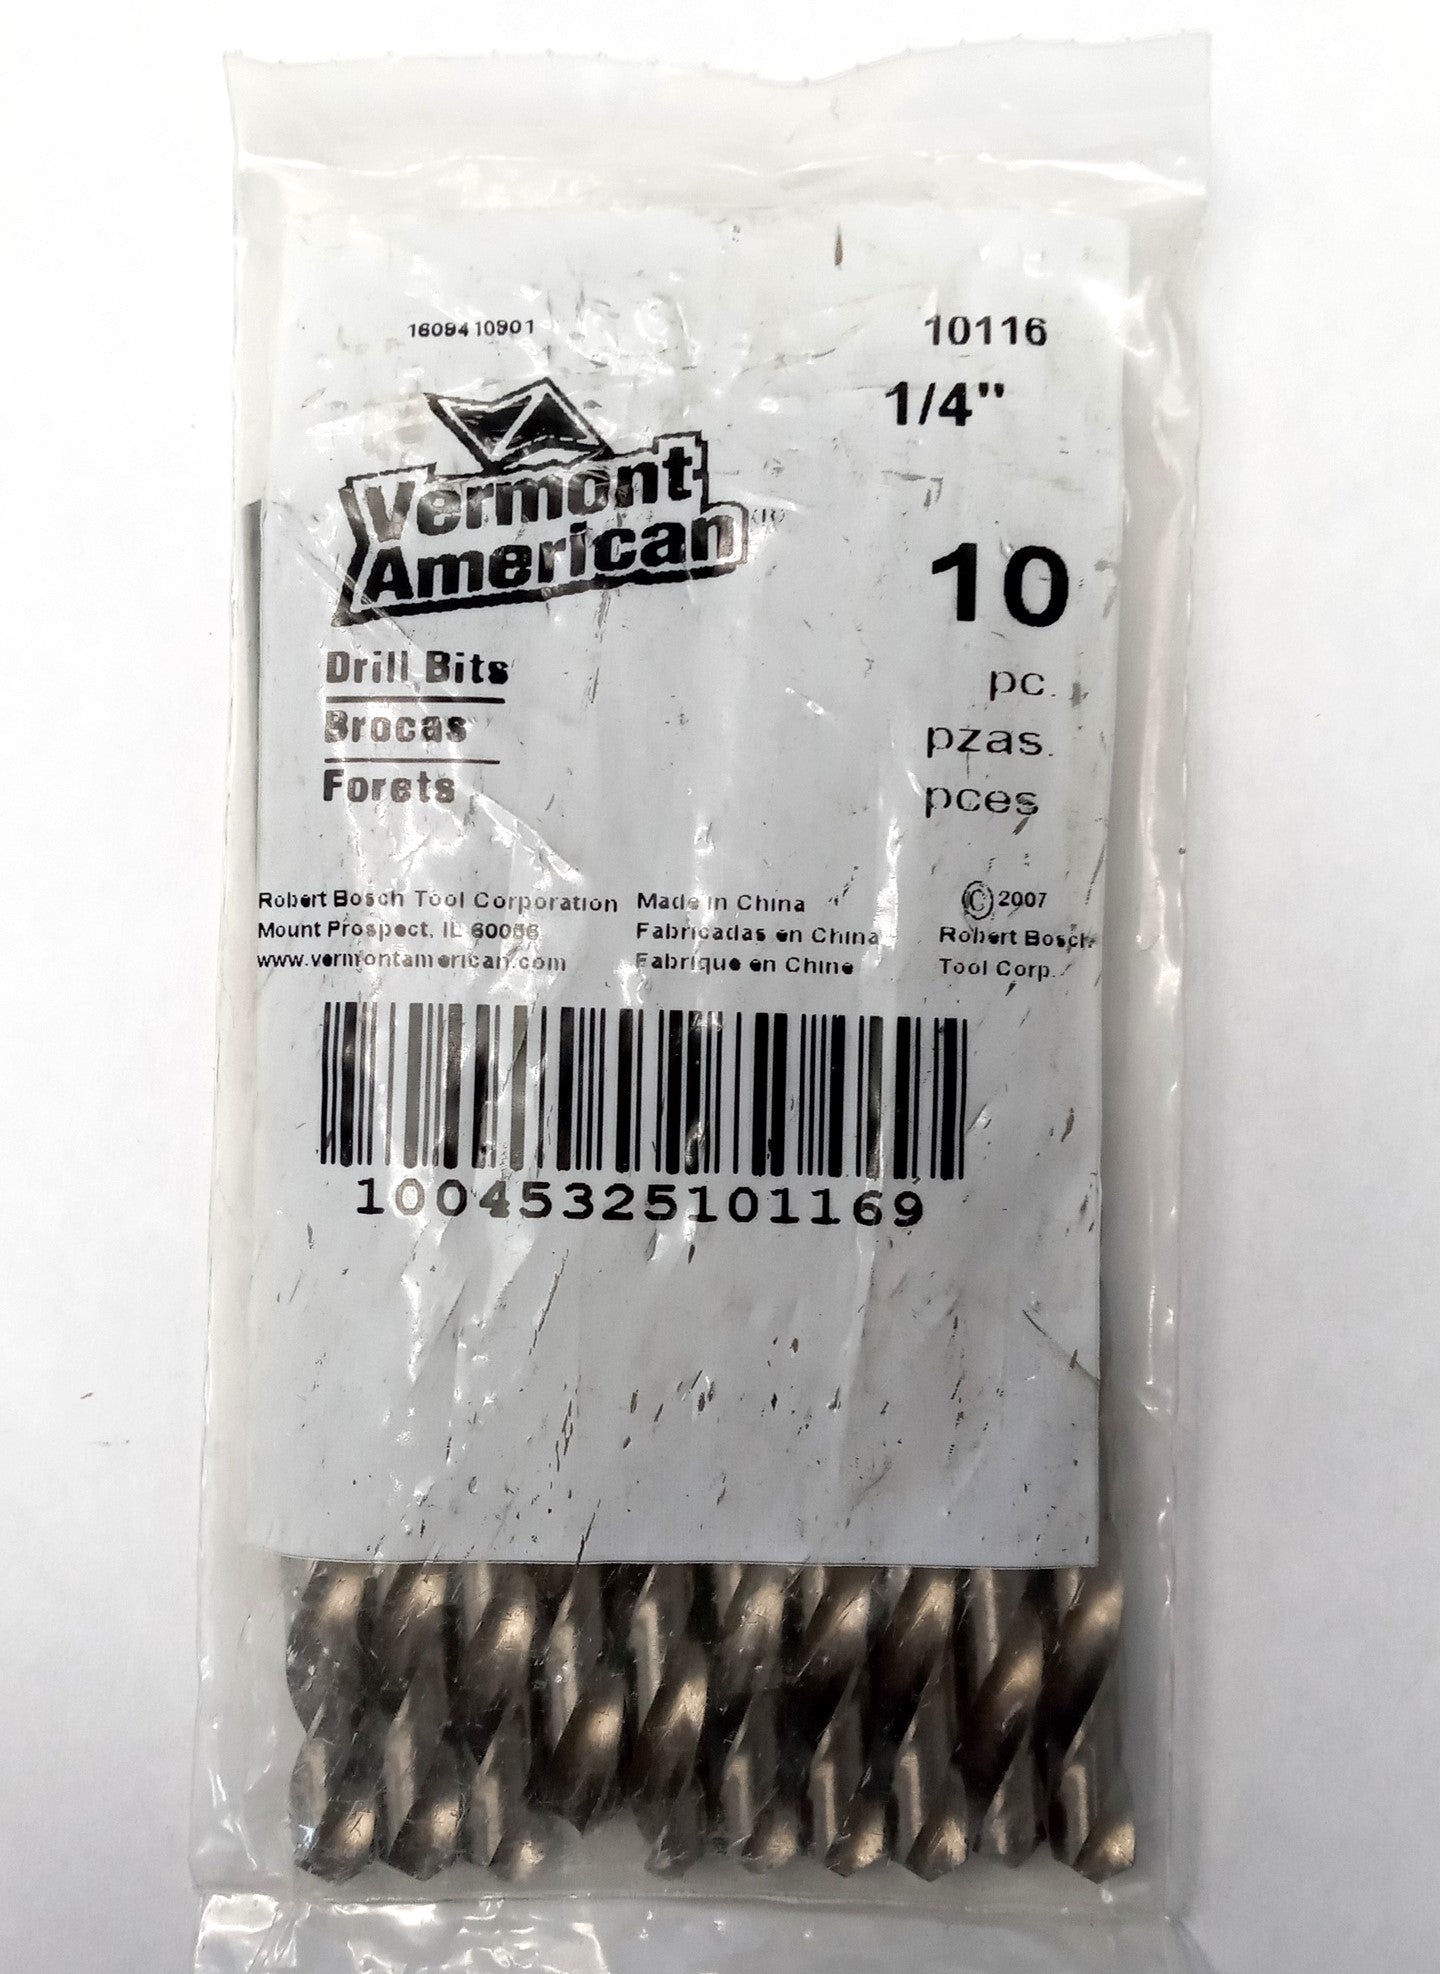 1609410901
10116
1/4"
Vermont
American
(R)
Drill Bits
Brocas
Forets
10
pc.
pzas.
pces
Robert Bosch Tool Corporation
Mount Prospect, IL 60056
www.vermontamerican.com
Made in China
Fabricadas en China
Fabrique en Chine
© 2007
Robert Bosch
Tool Corp.
10045325101169